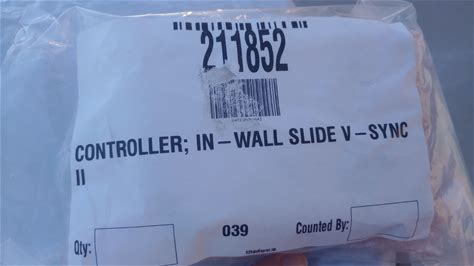 211852
CONTROLLER; IN-WALL SLIDE V-SYNC
II
Qty:
039
Counted By: